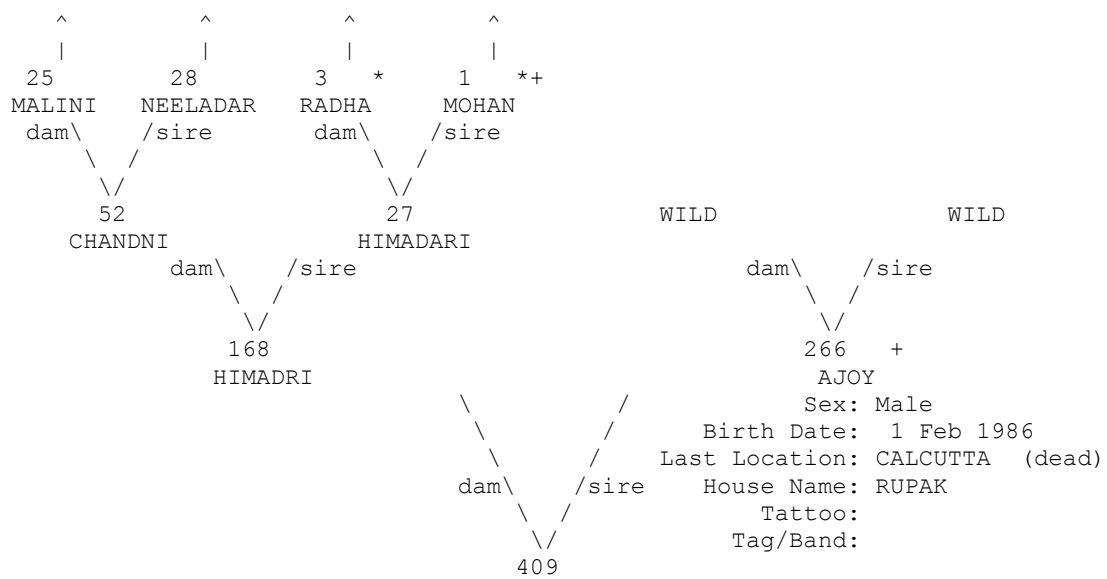 ^ ^ ^ ^
| | | |
25 28 3 * 1 *+
MALINI NEELADAR RADHA MOHAN
dam\ /sire dam\ /sire
\ / \ /
\/ \/
52 27 WILD WILD
CHANDNI HIMADARI
dam\ /sire dam\ /sire
\ / \ /
\/ \/
168 266 +
HIMADRI AJOY
\ / Sex: Male
\ / Birth Date: 1 Feb 1986
\ / Last Location: CALCUTTA (dead)
dam\ /sire House Name: RUPAK
\ / Tattoo:
\/ Tag/Band:
409